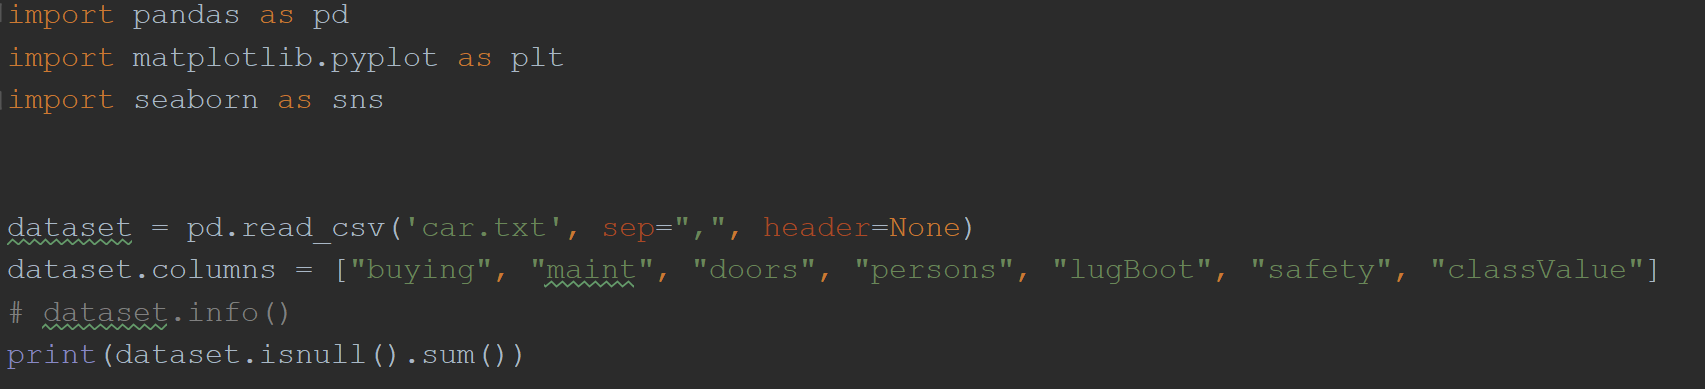 import pandas as pd
import matplotlib.pyplot as plt
import seaborn as sns
dataset = pd.read_csv('car.txt', sep=",", header=None)
dataset.columns = ["buying", "maint", "doors", "persons", "lugBoot", "safety", "classValue"]
# dataset.info()
print(dataset.isnull().sum())